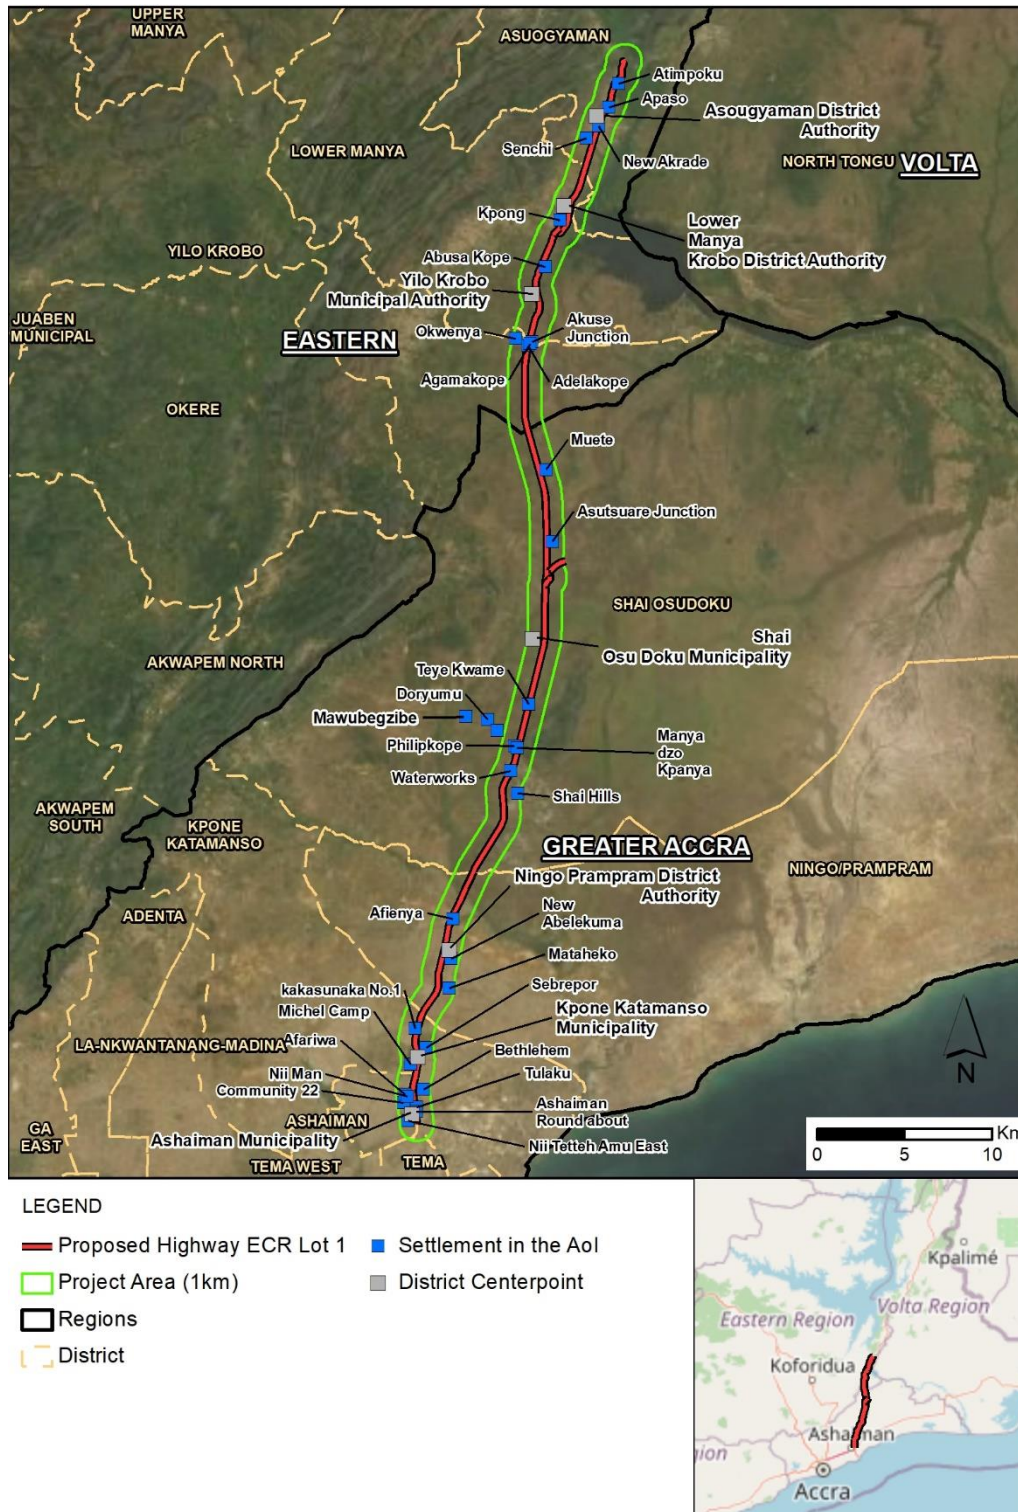 UPPER
MANYA
ASUOGYAMAN
Atimpoku
Apaso
Asougyaman District
Authority
LOWER MANYA
Senchi
New Akrade
NORTH TONGU
VOLTA
Kpong
Lower
Manya
Krobo District Authority
YILO KROBO
Abusa Kope
Yilo Krobo
Municipal Authority
JUABEN
MUNICIPAL
EASTERN
Okwenya
Akuse
Junction
Agamakope
Adelakope
OKERE
Muete
Asutsuare Junction
SHAI OSUDOKU
Shai
Osu Doku Municipality
AKWAPEM NORTH
Teye Kwame
Doryumu
Mawubegzibe
Philipkope
Manya
dzo
Kpanya
Waterworks
Shai Hills
AKWAPEM
SOUTH
KPONE
KATAMANSO
GREATER ACCRA
NINGO/PRAMPRAM
Ningo Prampram District
Authority
ADENTA
Afienya
New
Abelekuma
Mataheko
kakasunaka No.1
Sebrepor
Michel Camp
Kpone Katamanso
Municipality
LA-NKWANTANANG-MADINA
Afariwa
Bethlehem
Nii Man
Tulaku
Community 22
ASHAIMAN
Ashaiman
Round about
GA
EAST
Ashaiman Municipality
Nii Tetteh Amu East
TEMA WEST
TEMA
N
Km
0 5 10
LEGEND
Proposed Highway ECR Lot 1
Settlement in the AoI
Project Area (1km)
District Centerpoint
Regions
District
Kpalimé
Volta Region
Eastern Region
Koforidua
Ashaiman
gion
Accra